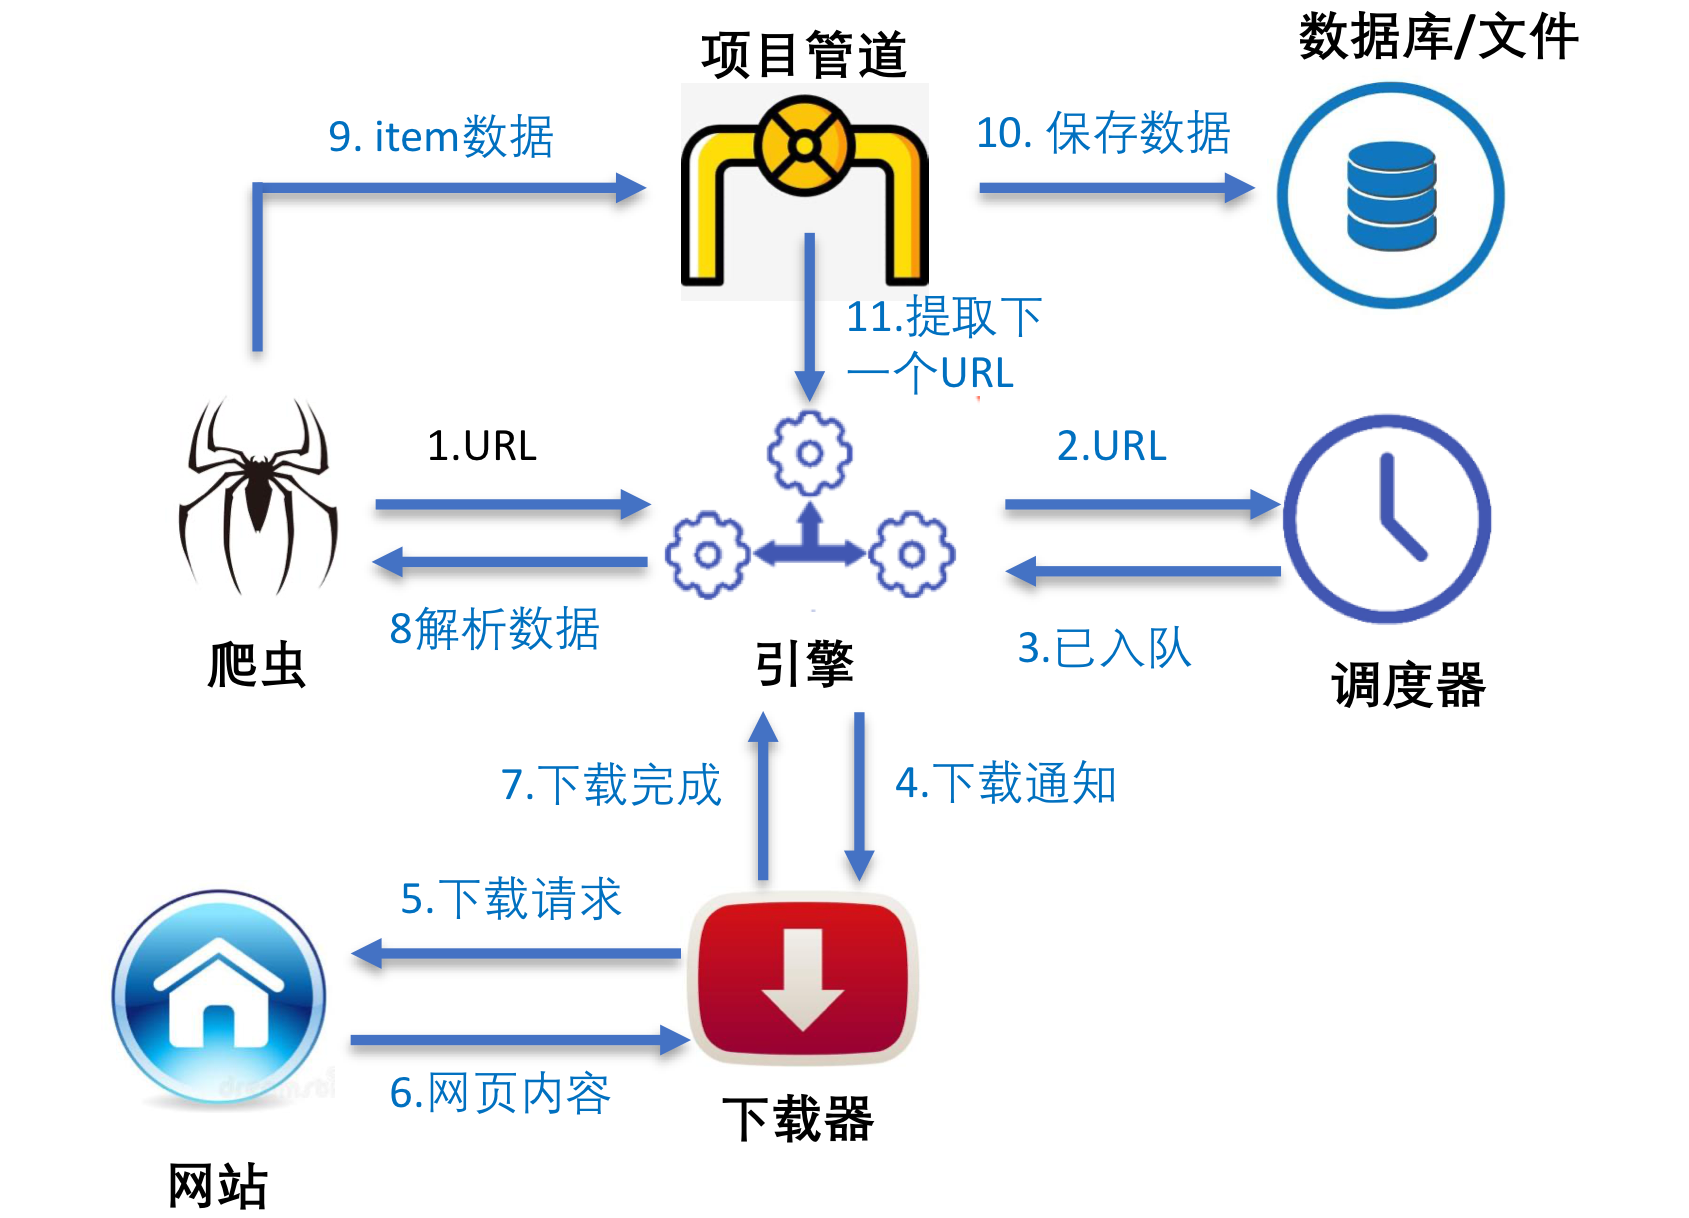 项目管道
数据库/文件
9. item数据
10. 保存数据
11.提取下
一个URL
1.URL
2.URL
8解析数据
3.已入队
爬虫
引擎
调度器
7.下载完成
4.下载通知
5.下载请求
6.网页内容
下载器
网站